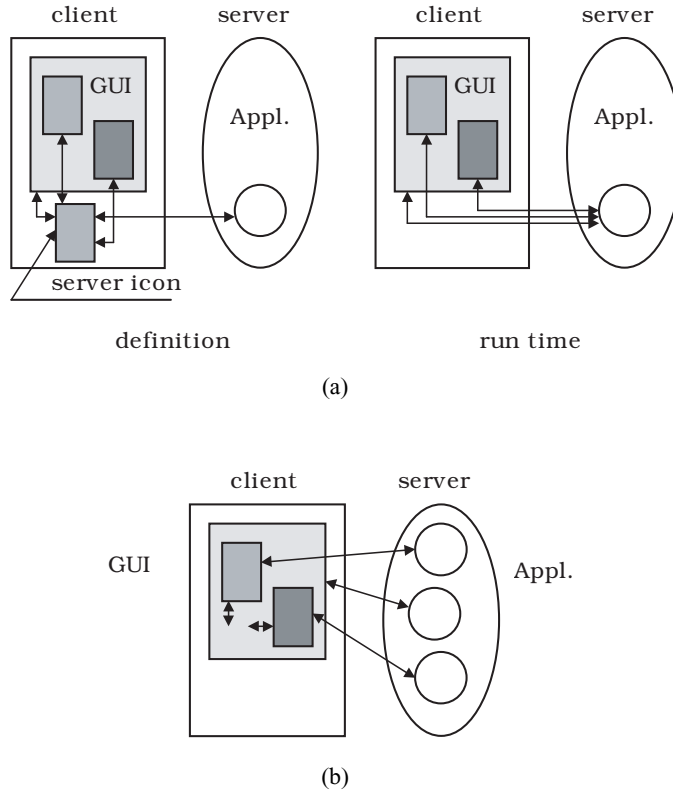 client server client server
GUI GUI
Appl. Appl.
server icon
definition run time
(a)
client server
GUI Appl.
(b)